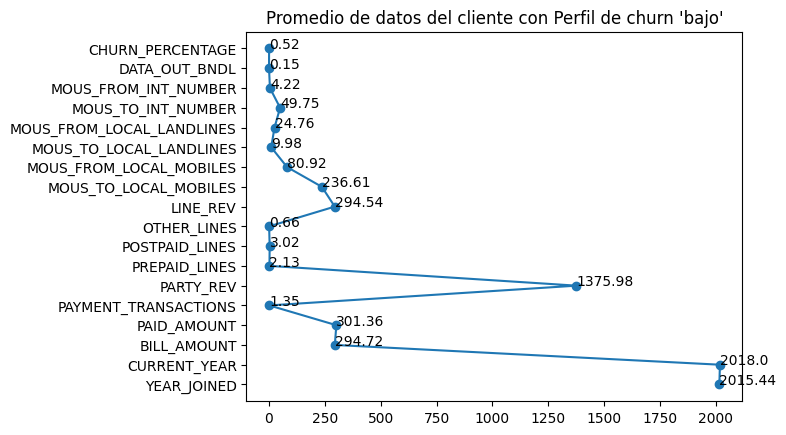 Promedio de datos del cliente con Perfil de churn 'bajo'
CHURN_PERCENTAGE 0.52
DATA_OUT_BNDL 0.15
MOUS_FROM_INT_NUMBER 4.22
MOUS_TO_INT_NUMBER 49.75
MOUS_FROM_LOCAL_LANDLINES 24.76
MOUS_TO_LOCAL_LANDLINES 9.98
MOUS_FROM_LOCAL_MOBILES 80.92
MOUS_TO_LOCAL_MOBILES 236.61
LINE_REV 294.54
OTHER_LINES 0.66
POSTPAID_LINES 3.02
PREPAID_LINES 2.13
PARTY_REV 1375.98
PAYMENT_TRANSACTIONS 1.35
PAID_AMOUNT 301.36
BILL_AMOUNT 294.72
CURRENT_YEAR 2018.0
YEAR_JOINED 2015.44
0 250 500 750 1000 1250 1500 1750 2000